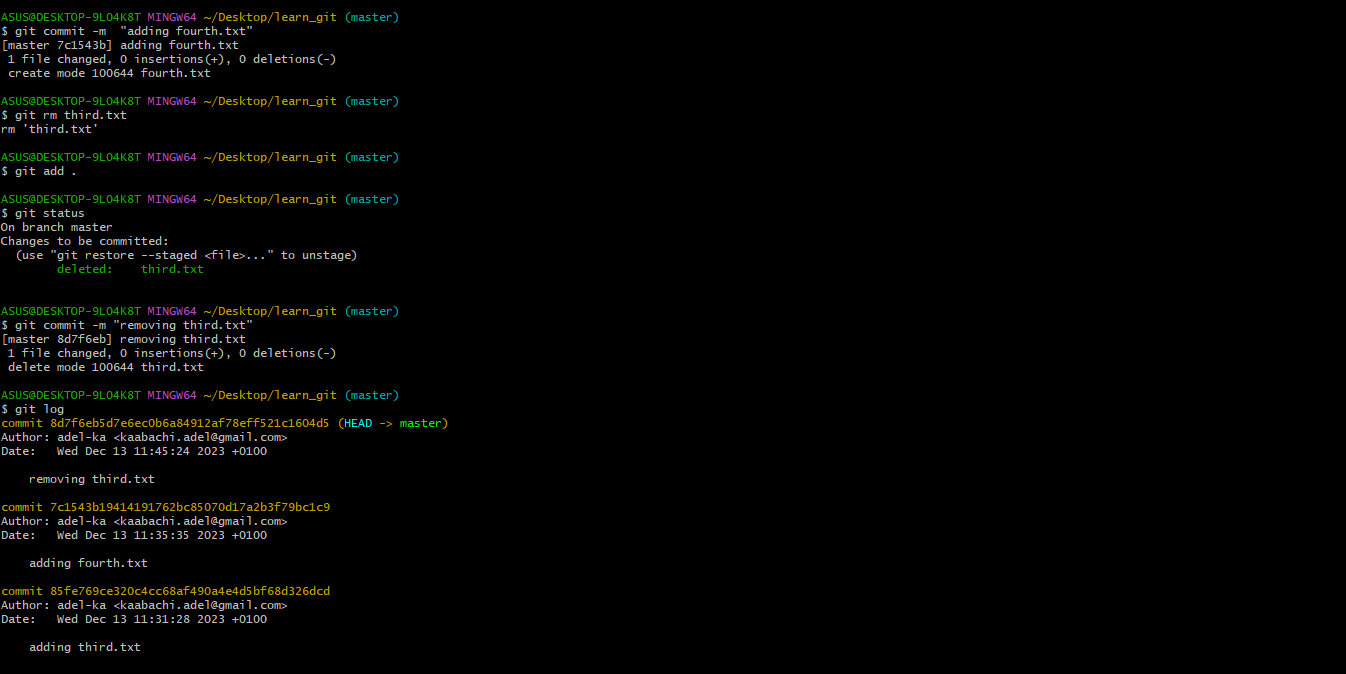 ASUS@DESKTOP-9LO4K8T MINGW64 ~/Desktop/learn_git (master)
$ git commit -m  "adding fourth.txt"
[master 7c1543b] adding fourth.txt
 1 file changed, 0 insertions(+), 0 deletions(-)
 create mode 100644 fourth.txt

ASUS@DESKTOP-9LO4K8T MINGW64 ~/Desktop/learn_git (master)
$ git rm third.txt
rm 'third.txt'

ASUS@DESKTOP-9LO4K8T MINGW64 ~/Desktop/learn_git (master)
$ git add .

ASUS@DESKTOP-9LO4K8T MINGW64 ~/Desktop/learn_git (master)
$ git status
On branch master
Changes to be committed:
  (use "git restore --staged <file>..." to unstage)
        deleted:    third.txt

ASUS@DESKTOP-9LO4K8T MINGW64 ~/Desktop/learn_git (master)
$ git commit -m "removing third.txt"
[master 8d7f6eb] removing third.txt
 1 file changed, 0 insertions(+), 0 deletions(-)
 delete mode 100644 third.txt

ASUS@DESKTOP-9LO4K8T MINGW64 ~/Desktop/learn_git (master)
$ git log
commit 8d7f6eb5d7e6ec0b6a84912af78eff521c1604d5 (HEAD -> master)
Author: adel-ka <kaabachi.adel@gmail.com>
Date:   Wed Dec 13 11:45:24 2023 +0100

    removing third.txt

commit 7c1543b19414191762bc85070d17a2b3f79bc1c9
Author: adel-ka <kaabachi.adel@gmail.com>
Date:   Wed Dec 13 11:35:35 2023 +0100

    adding fourth.txt

commit 85fe769ce320c4cc68af490a4e4d5bf68d326dcd
Author: adel-ka <kaabachi.adel@gmail.com>
Date:   Wed Dec 13 11:31:28 2023 +0100

    adding third.txt